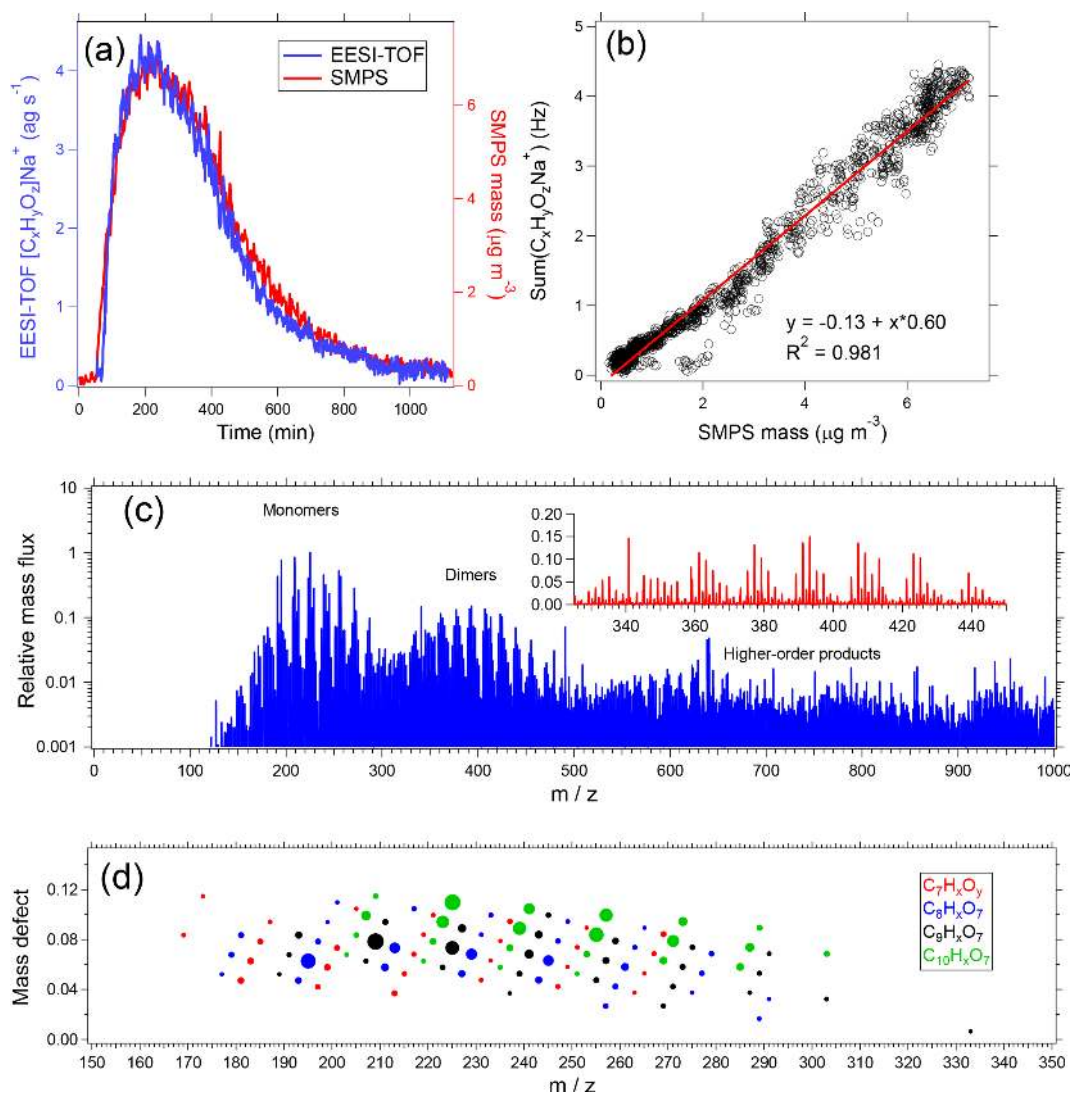 (a)
EESI-TOF
SMPS
EESI-TOF [CxHyOz]Na+ (ag s-1)
4
3
2
1
0
SMPS mass (μg m-3)
6
4
2
0
0 200 400 600 800 1000
Time (min)
(b)
Sum(CxHyOzNa+) (Hz)
5
4
3
2
1
0
y = -0.13 + x*0.60
R2 = 0.981
0 2 4 6
SMPS mass (μg m-3)
(c)
Relative mass flux
10
1
0.1
0.01
0.001
Monomers
Dimers
Higher-order products
0.20
0.15
0.10
0.05
0.00
340 360 380 400 420 440
0 100 200 300 400 500 600 700 800 900 1000
m / z
(d)
Mass defect
0.12
0.08
0.04
0.00
C7HxOy
C8HxO7
C9HxO7
C10HxO7
150 160 170 180 190 200 210 220 230 240 250 260 270 280 290 300 310 320 330 340 350
m / z